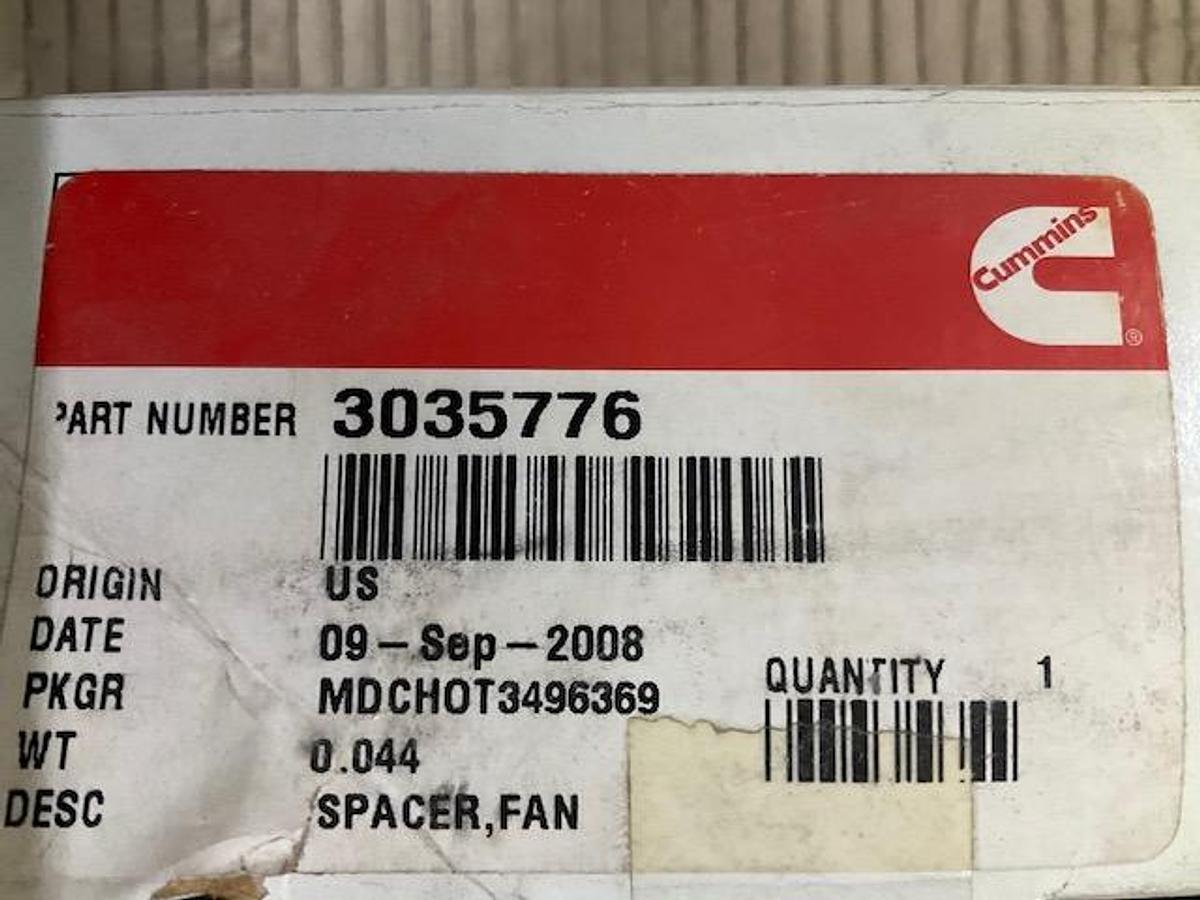 Cummins
®
PART NUMBER 3035776
ORIGIN US
DATE 09-Sep-2008
PKGR MDCHOT3496369
QUANTITY 1
WT 0.044
DESC SPACER,FAN